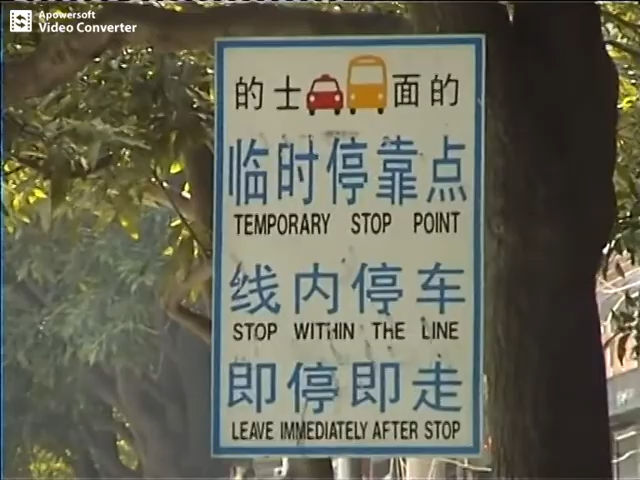 Apowersoft
Video Converter
的士 面的
临时停靠点
TEMPORARY STOP POINT
线内停车
STOP WITHIN THE LINE
即停即走
LEAVE IMMEDIATELY AFTER STOP